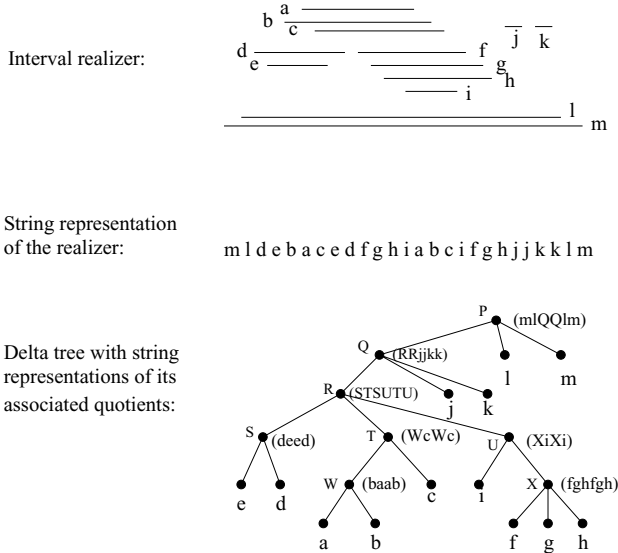 a
b
c
j k
Interval realizer:
d f
e g
h
i
l
m
String representation
of the realizer:
m l d e b a c e d f g h i a b c i f g h j j k k l m
P (mlQQlm)
Delta tree with string
representations of its
associated quotients:
Q (RRjjkk)
l m
R (STSUTU)
j k
S (deed) T (WcWc) U (XiXi)
e d W (baab) c i X (fghfgh)
a b f g h